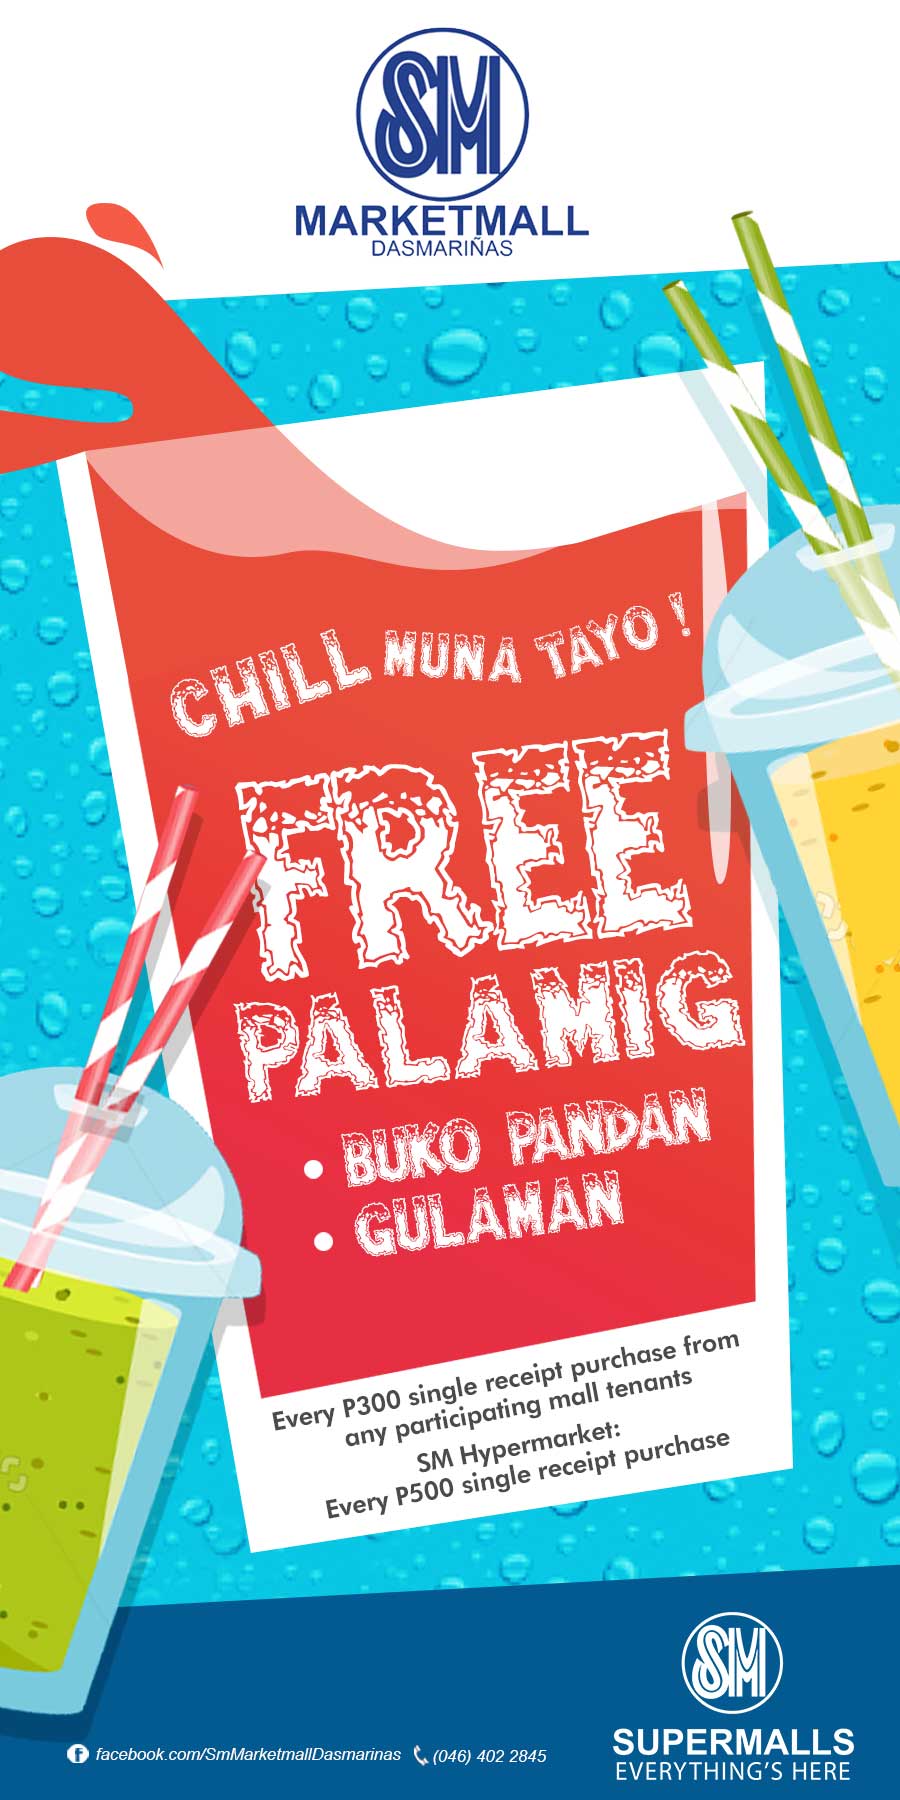 SM
MARKETMALL
DASMARIÑAS
CHILL MUNA TAYO !
FREE
PALAMIG
• BUKO PANDAN
• GULAMAN
Every P300 single receipt purchase from
any participating mall tenants
SM Hypermarket:
Every P500 single receipt purchase
SM
SUPERMALLS
EVERYTHING'S HERE
facebook.com/SmMarketmallDasmarinas (046) 402 2845